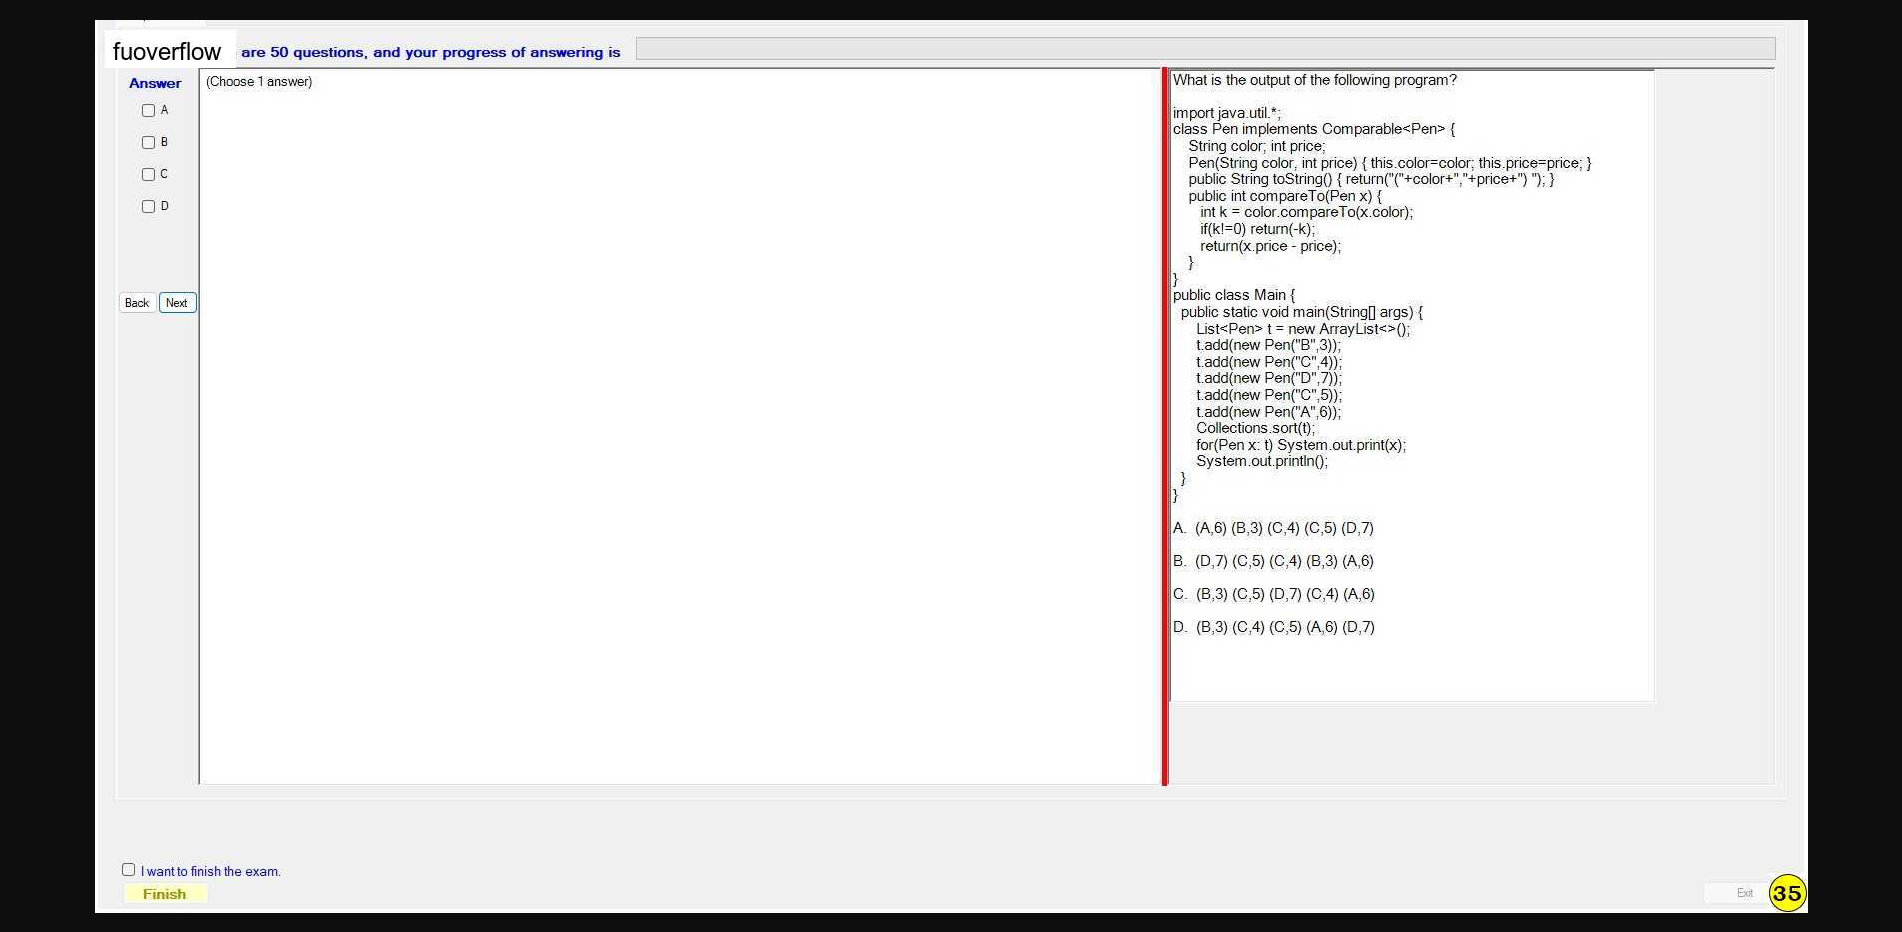 fuoverflow are 50 questions, and your progress of answering is
Answer
(Choose 1 answer)
A
B
C
D
Back Next
What is the output of the following program?
import java.util.*;
class Pen implements Comparable<Pen> {
String color; int price;
Pen(String color, int price) { this.color=color; this.price=price; }
public String toString() { return("("+color+","+price+") "); }
public int compareTo(Pen x) {
int k = color.compareTo(x.color);
if(k!=0) return(-k);
return(x.price - price);
}
}
public class Main {
public static void main(String[] args) {
List<Pen> t = new ArrayList<>();
t.add(new Pen("B",3));
t.add(new Pen("C",4));
t.add(new Pen("D",7));
t.add(new Pen("C",5));
t.add(new Pen("A",6));
Collections.sort(t);
for(Pen x: t) System.out.print(x);
System.out.println();
}
}
A. (A,6) (B,3) (C,4) (C,5) (D,7)
B. (D,7) (C,5) (C,4) (B,3) (A,6)
C. (B,3) (C,5) (D,7) (C,4) (A,6)
D. (B,3) (C,4) (C,5) (A,6) (D,7)
I want to finish the exam.
Finish
Exit
35